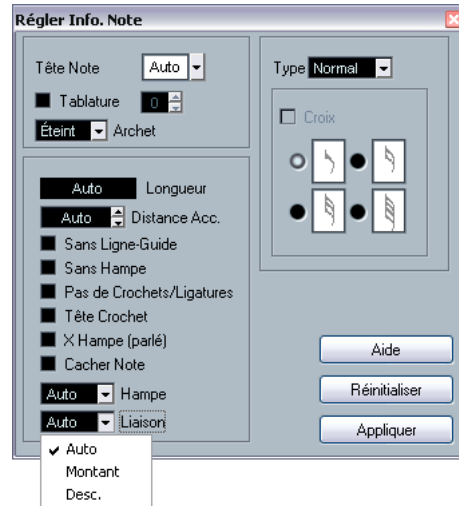 Régler Info. Note
Tête Note Auto
Tablature 0
Éteint Archet
Auto Longueur
Auto Distance Acc.
Sans Ligne-Guide
Sans Hampe
Pas de Crochets/Ligatures
Tête Crochet
X Hampe (parlé)
Cacher Note
Auto Hampe
Auto Liaison
Auto
Montant
Desc.
Type Normal
Croix
Aide
Réinitialiser
Appliquer